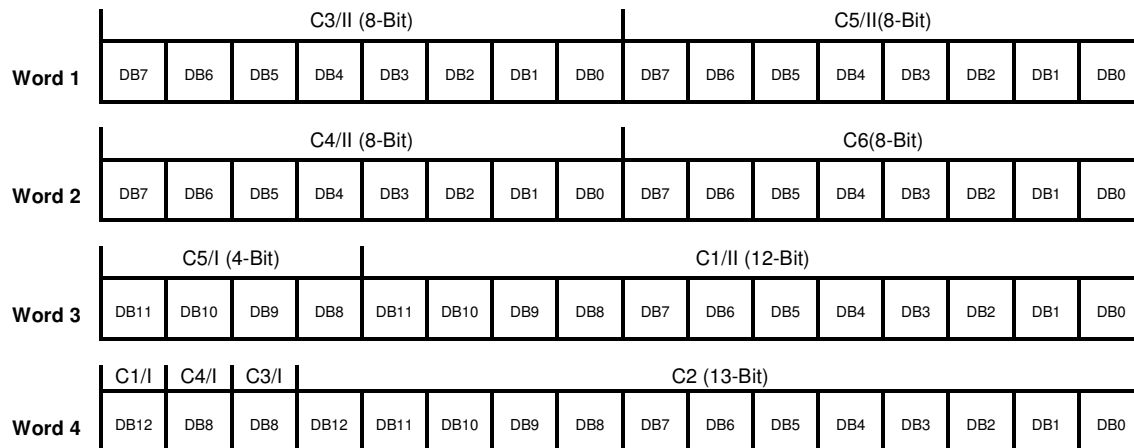 C3/II (8-Bit) C5/II(8-Bit)
Word 1 DB7 DB6 DB5 DB4 DB3 DB2 DB1 DB0 DB7 DB6 DB5 DB4 DB3 DB2 DB1 DB0
C4/II (8-Bit) C6(8-Bit)
Word 2 DB7 DB6 DB5 DB4 DB3 DB2 DB1 DB0 DB7 DB6 DB5 DB4 DB3 DB2 DB1 DB0
C5/I (4-Bit) C1/II (12-Bit)
Word 3 DB11 DB10 DB9 DB8 DB11 DB10 DB9 DB8 DB7 DB6 DB5 DB4 DB3 DB2 DB1 DB0
C1/I C4/I C3/I C2 (13-Bit)
Word 4 DB12 DB8 DB8 DB12 DB11 DB10 DB9 DB8 DB7 DB6 DB5 DB4 DB3 DB2 DB1 DB0